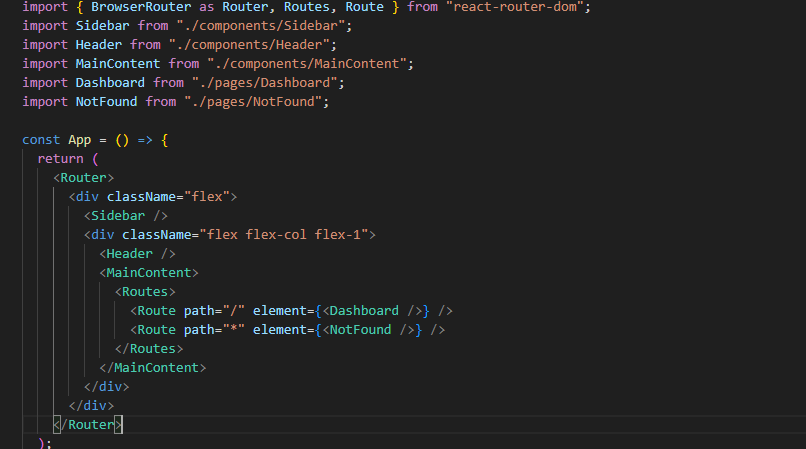 import { BrowserRouter as Router, Routes, Route } from "react-router-dom";
import Sidebar from "./components/Sidebar";
import Header from "./components/Header";
import MainContent from "./components/MainContent";
import Dashboard from "./pages/Dashboard";
import NotFound from "./pages/NotFound";

const App = () => {
  return (
    <Router>
      <div className="flex">
        <Sidebar />
        <div className="flex flex-col flex-1">
          <Header />
          <MainContent>
            <Routes>
              <Route path="/" element={<Dashboard />} />
              <Route path="*" element={<NotFound />} />
            </Routes>
          </MainContent>
        </div>
      </div>
    </Router>
  );